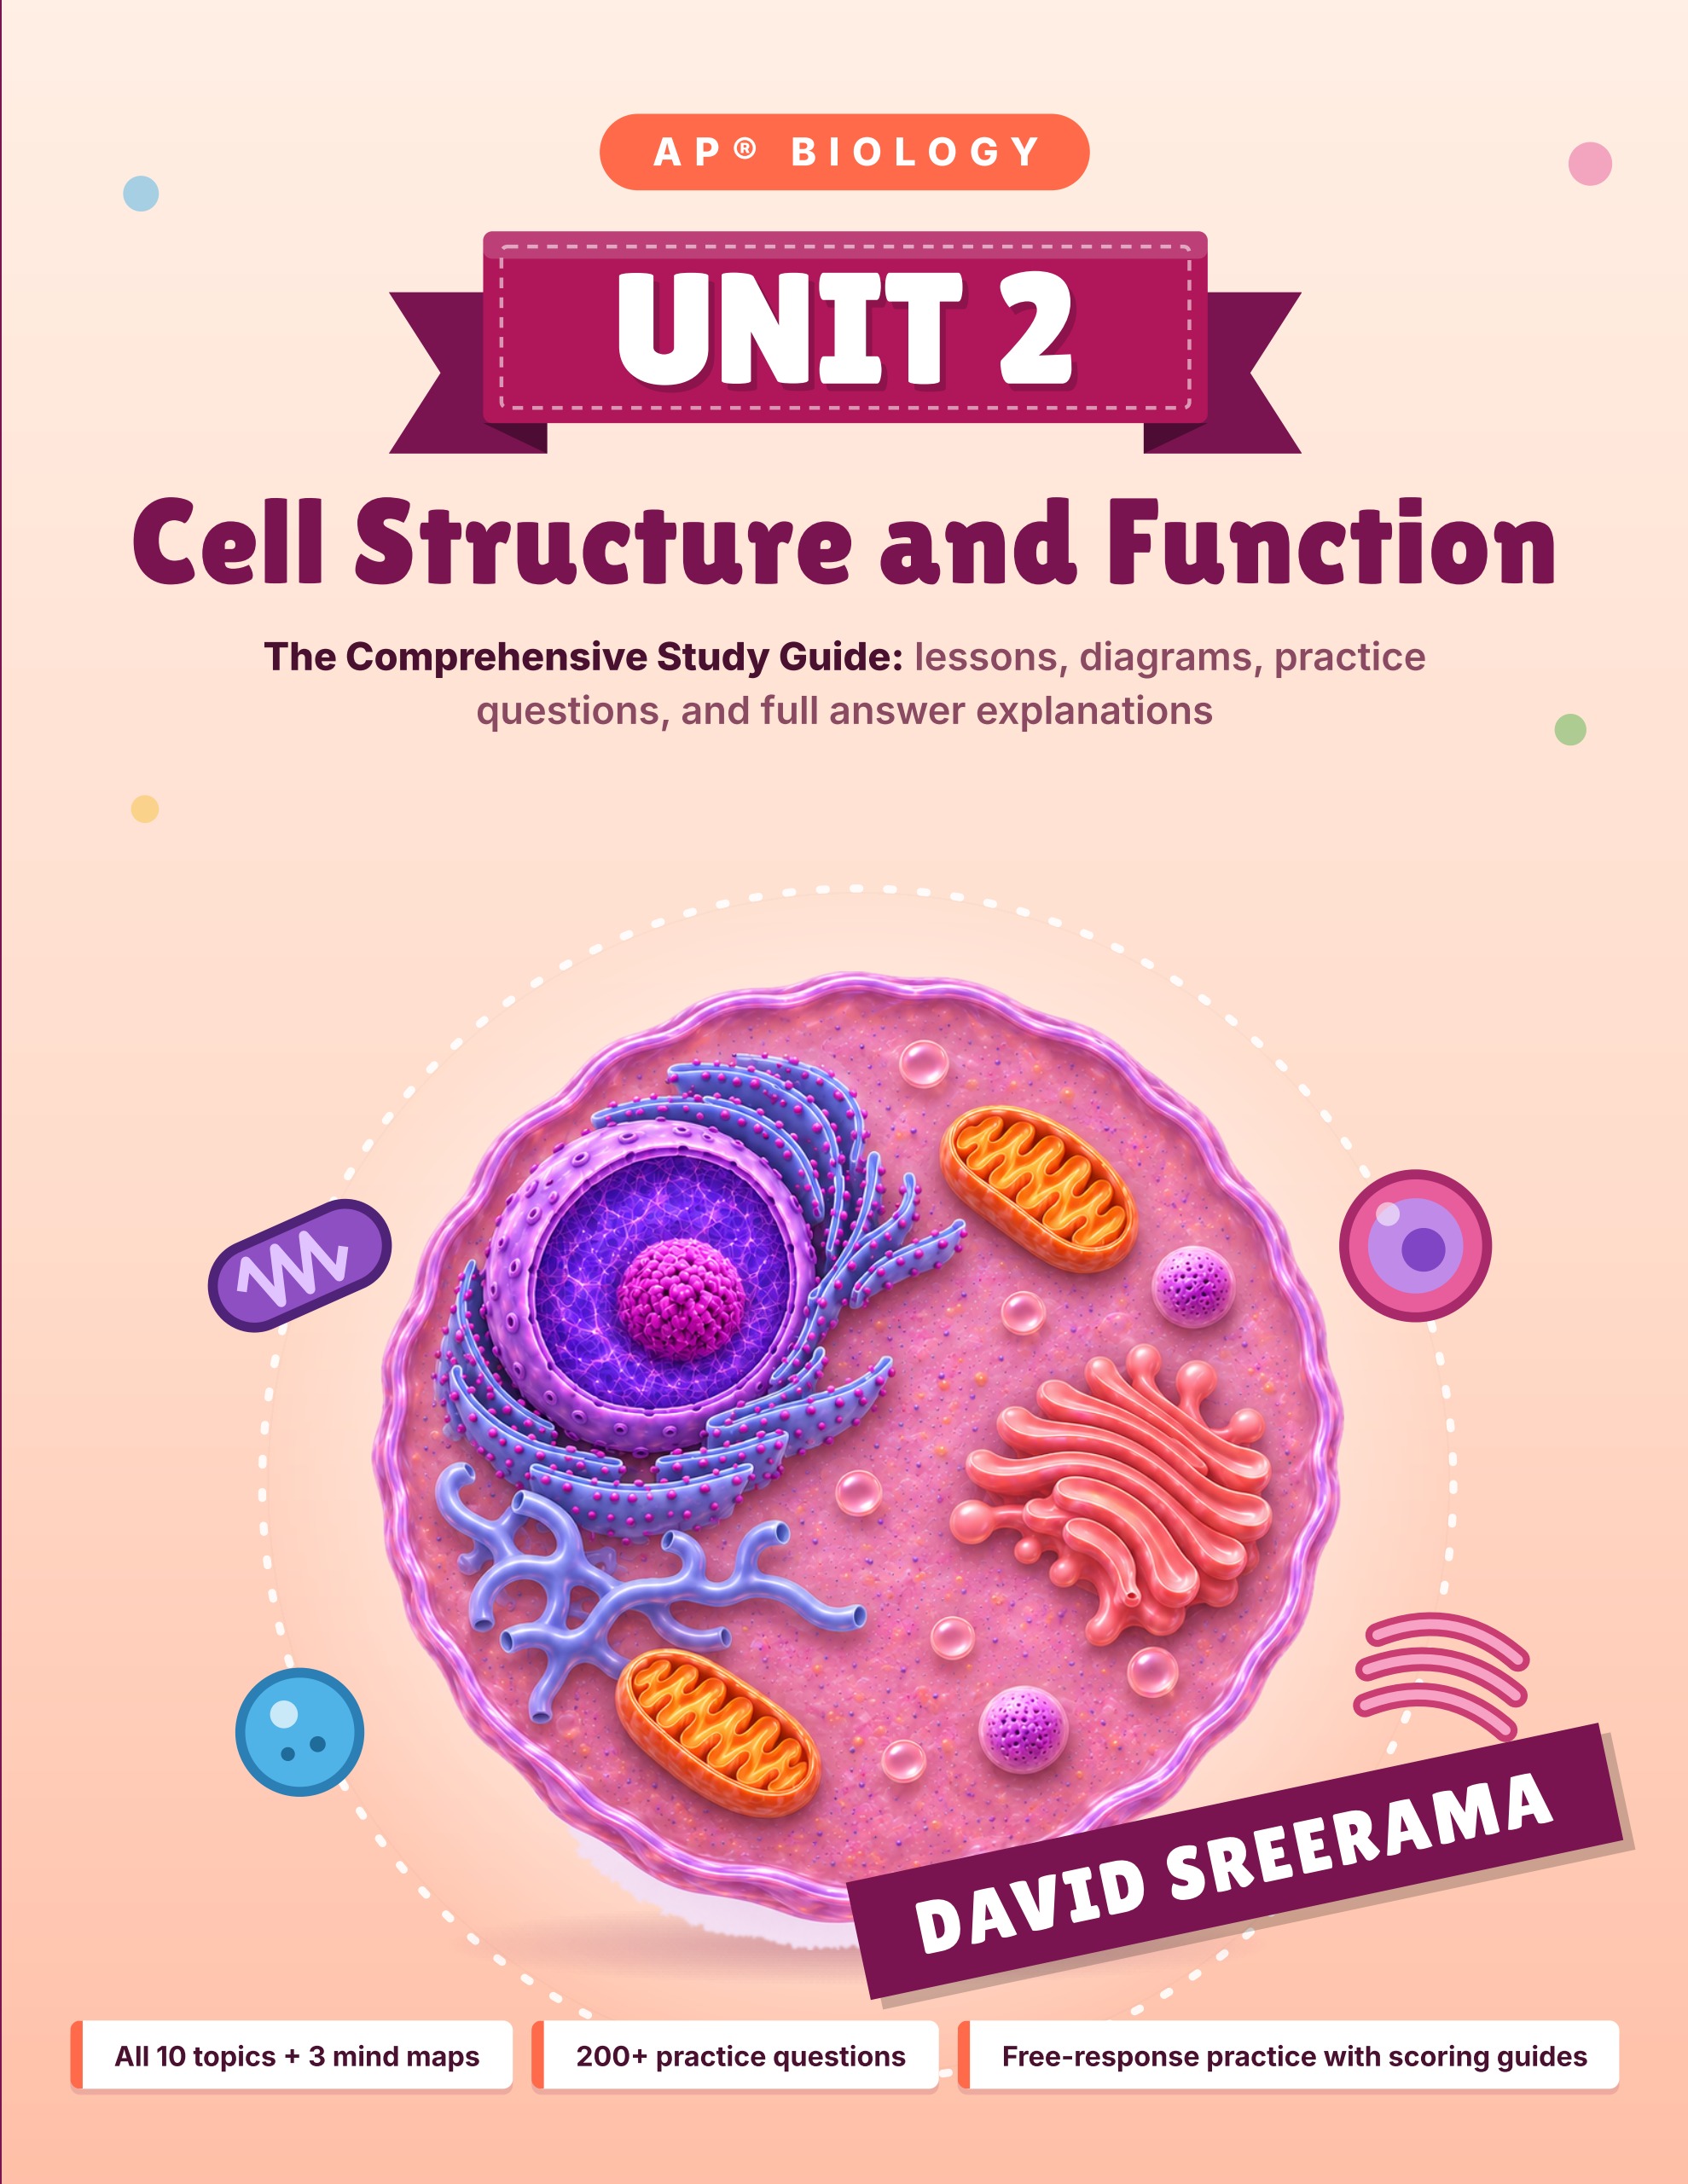 AP® BIOLOGY
UNIT 2
Cell Structure and Function
The Comprehensive Study Guide: lessons, diagrams, practice
questions, and full answer explanations
DAVID SREERAMA
All 10 topics + 3 mind maps
200+ practice questions
Free-response practice with scoring guides